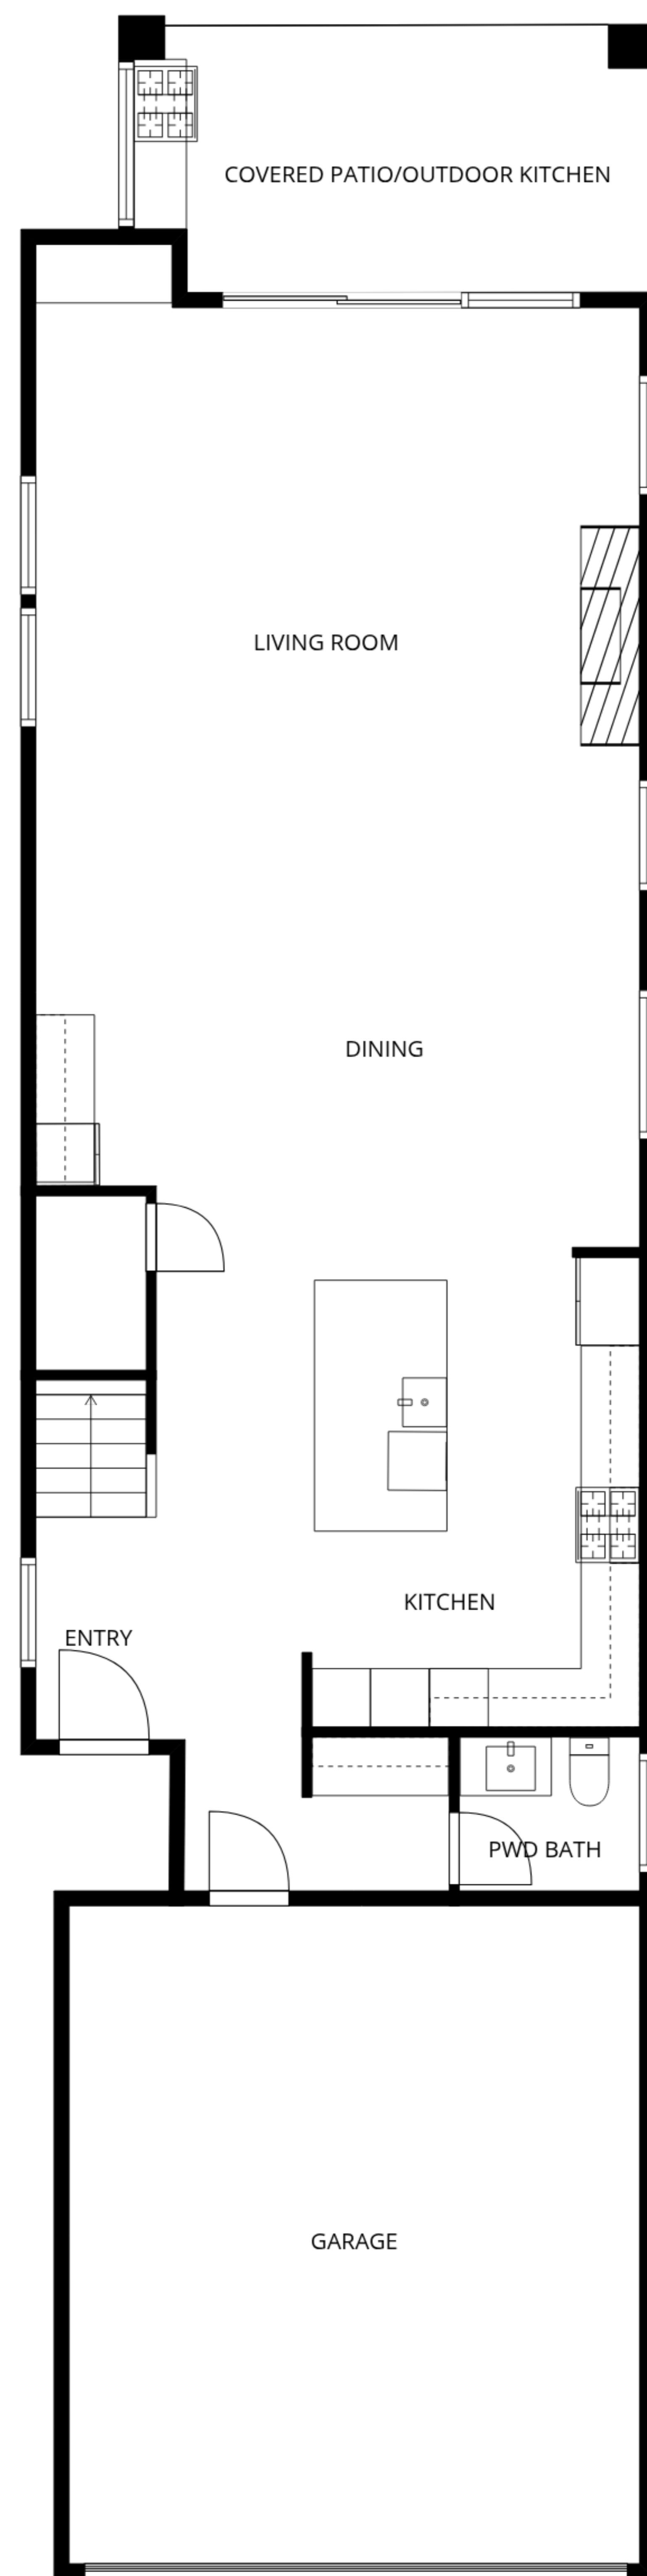 COVERED PATIO/OUTDOOR KITCHEN
LIVING ROOM
DINING
KITCHEN
ENTRY
PWD BATH
GARAGE